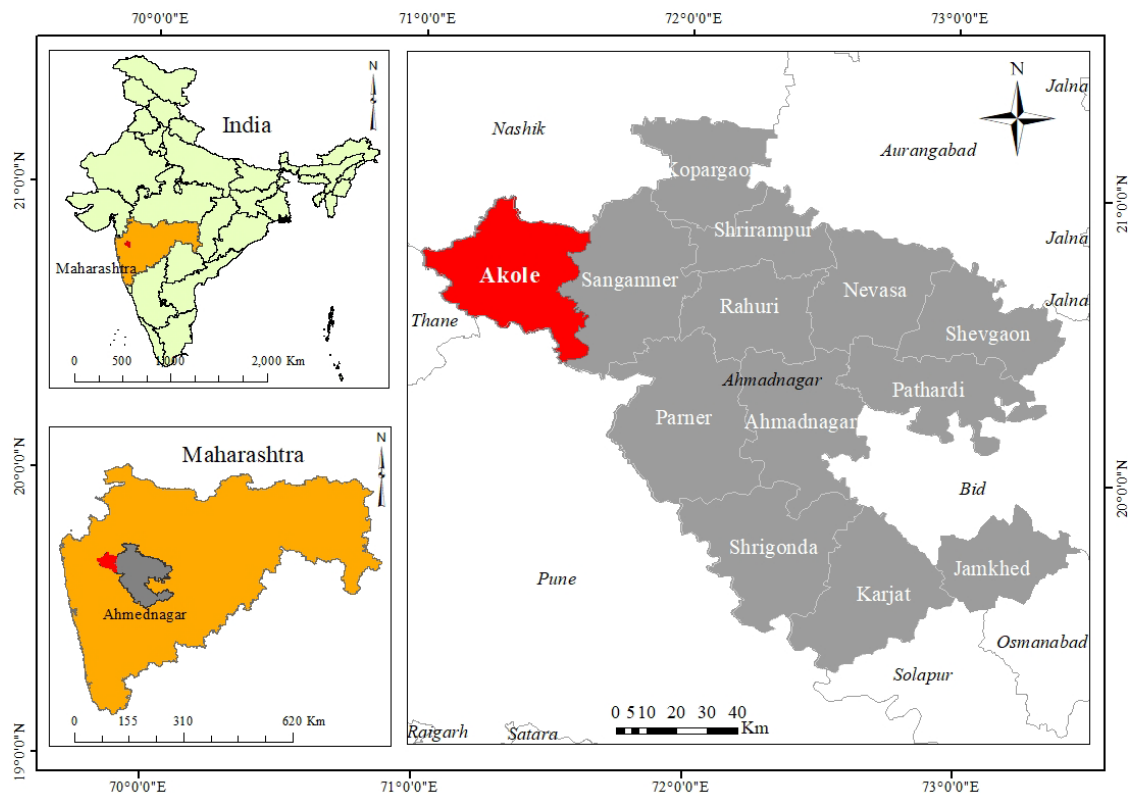 70°0'0"E
71°0'0"E
72°0'0"E
73°0'0"E
21°0'0"N
20°0'0"N
19°0'0"N
N
India
Maharashtra
0 500 1,000 2,000 Km
N
Maharashtra
Ahmednagar
0 155 310 620 Km
N
Jalna
Nashik
Aurangabad
Kopargaon
Shrirampur
Jalna
Akole
Sangamner
Nevasa
Rahuri
Jalna
Thane
Shevgaon
Ahmadnagar
Pathardi
Parner
Ahmadnagar
Bid
Shrigonda
Pune
Jamkhed
Karjat
Osmanabad
Solapur
0 5 10 20 30 40
Km
Raigarh
Satara
21°0'0"N
20°0'0"N
70°0'0"E
71°0'0"E
72°0'0"E
73°0'0"E